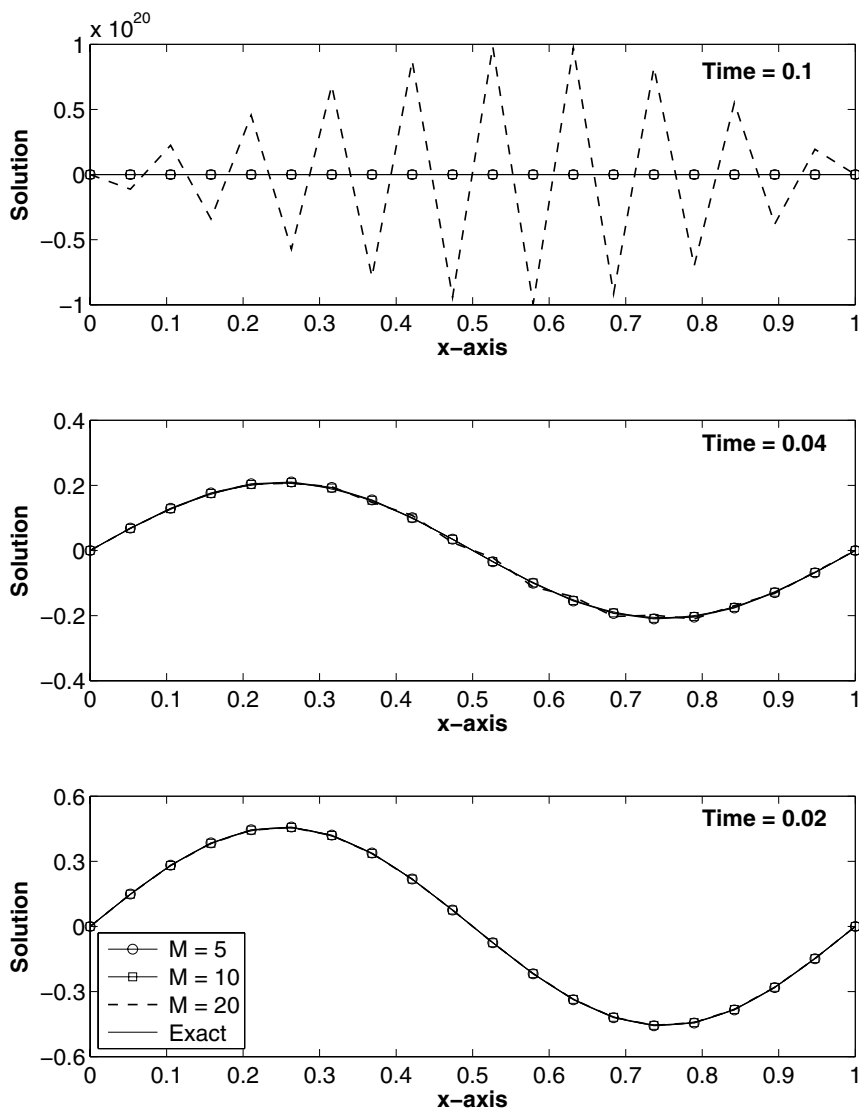 x 10^20
1
0.5
0
−0.5
−1
Solution
Time = 0.1
0 0.1 0.2 0.3 0.4 0.5 0.6 0.7 0.8 0.9 1
x−axis
0.4
0.2
0
−0.2
−0.4
Solution
Time = 0.04
0 0.1 0.2 0.3 0.4 0.5 0.6 0.7 0.8 0.9 1
x−axis
0.6
0.3
0
−0.3
−0.6
Solution
Time = 0.02
M = 5
M = 10
M = 20
Exact
0 0.1 0.2 0.3 0.4 0.5 0.6 0.7 0.8 0.9 1
x−axis